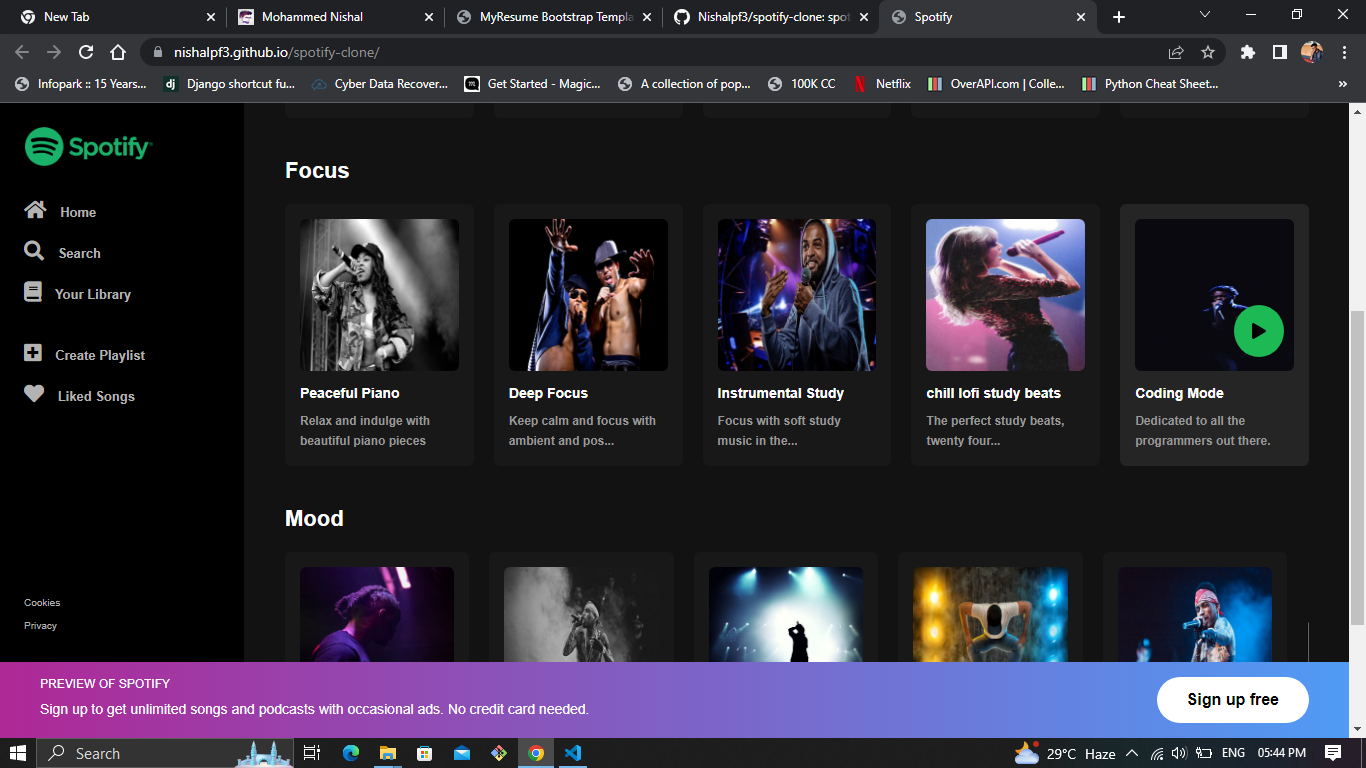 New Tab
Mohammed Nishal
MyResume Bootstrap Templa
Nishalpf3/spotify-clone: spot
Spotify
nishalpf3.github.io/spotify-clone/
Infopark :: 15 Years...
dj
Django shortcut fu...
Cyber Data Recover...
m
Get Started - Magic...
A collection of pop...
100K CC
N
Netflix
OverAPI.com | Colle...
Python Cheat Sheet...
»
Spotify
Home
Search
Your Library
Create Playlist
Liked Songs
Cookies
Privacy
Focus
Peaceful Piano
Relax and indulge with
beautiful piano pieces
Deep Focus
Keep calm and focus with
ambient and pos...
Instrumental Study
Focus with soft study
music in the...
chill lofi study beats
The perfect study beats,
twenty four...
Coding Mode
Dedicated to all the
programmers out there.
Mood
PREVIEW OF SPOTIFY
Sign up to get unlimited songs and podcasts with occasional ads. No credit card needed.
Sign up free
Search
29°C Haze
ENG
05:44 PM